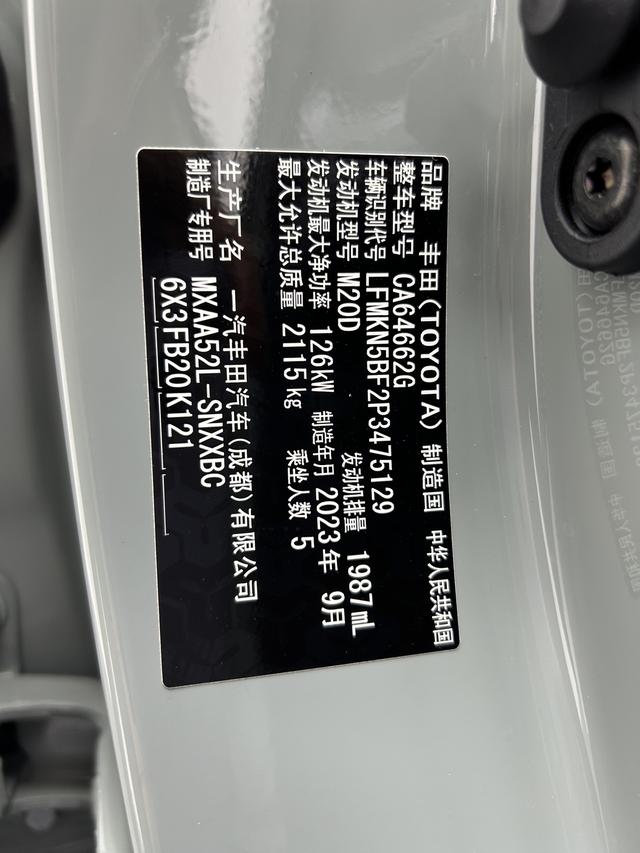 品牌 丰田(TOYOTA) 制造国 中华人民共和国
整车型号 CA64662G
车辆识别代号 LFMKN5BF2P3475129
发动机型号 M20D 发动机排量 1987mL
发动机最大净功率 126kW 制造年月 2023年 9月
最大允许总质量 2115kg 乘坐人数 5
生产厂名 一汽丰田汽车(成都)有限公司
制造厂专用号 MXAA52L-SNXXBC
6X3FB20K121